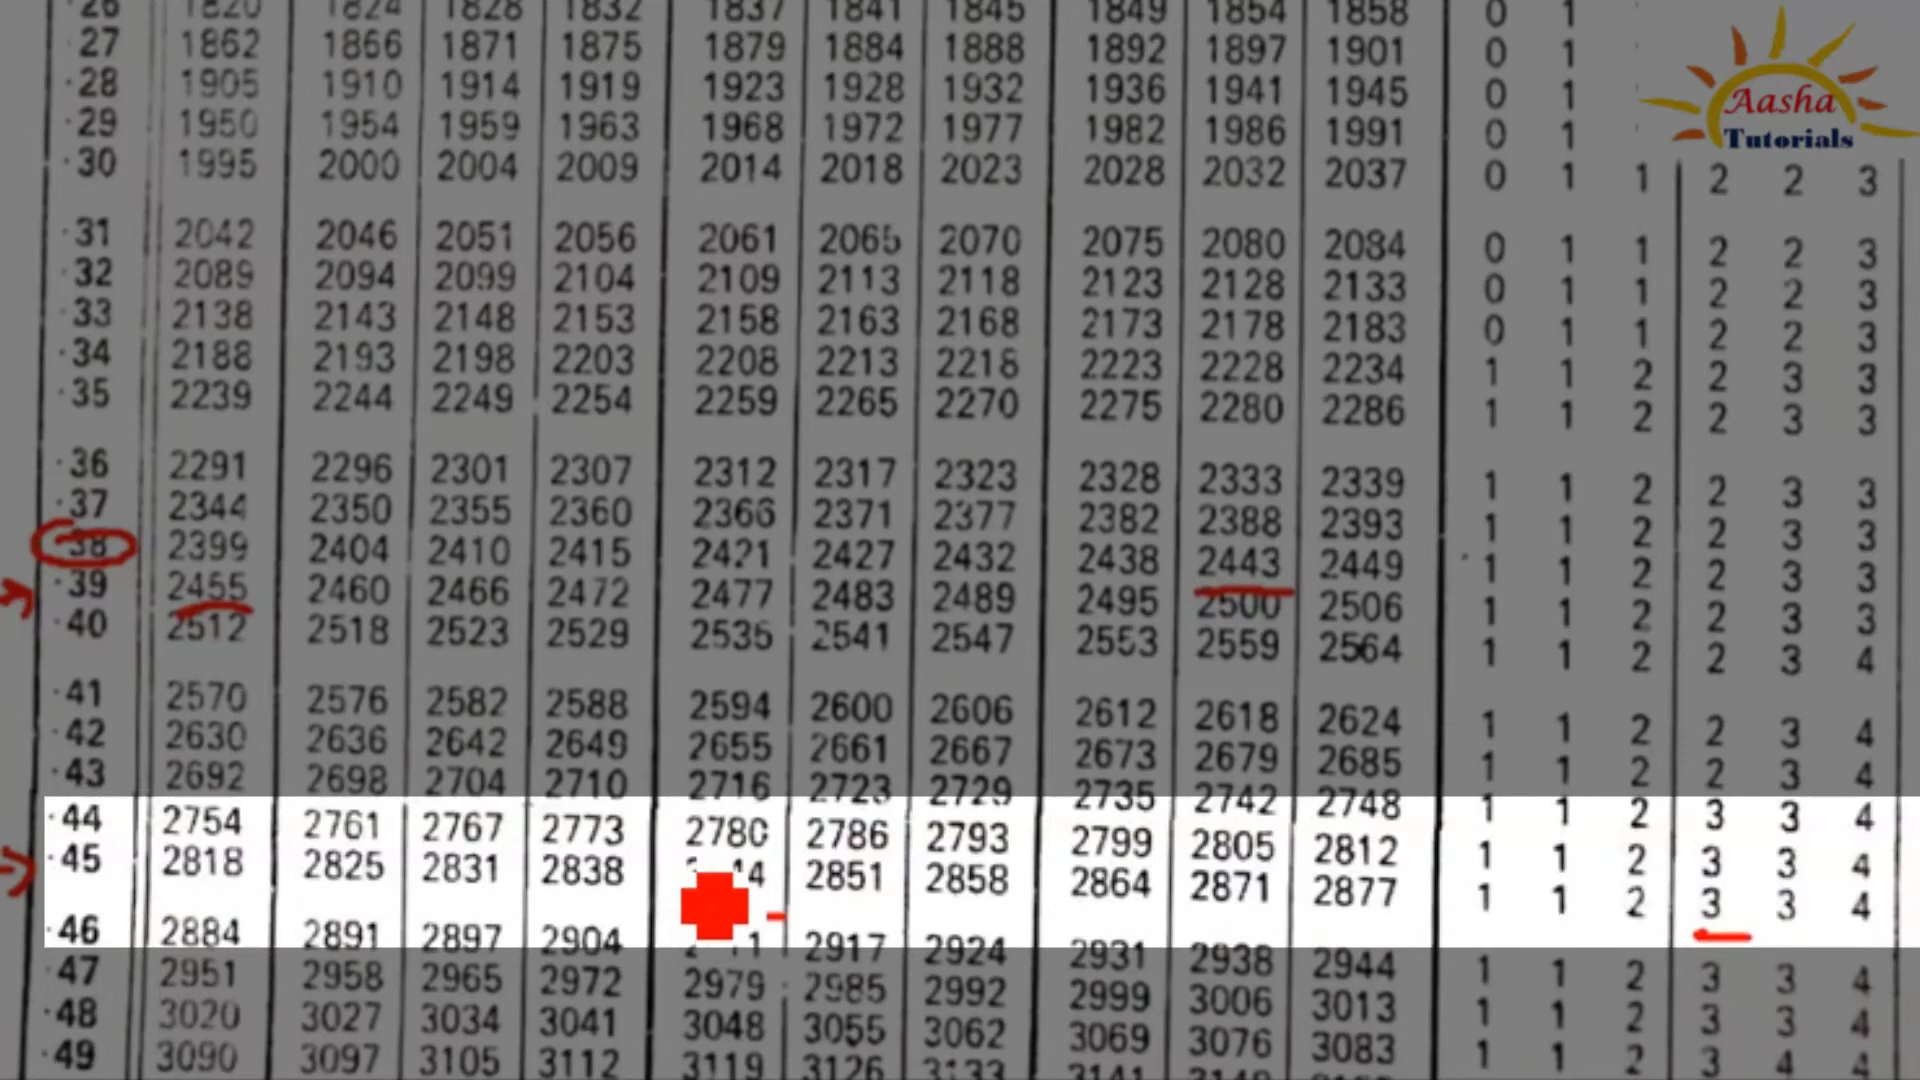 Aasha
Tutorials
·26 1820 1824 1828 1832 1837 1841 1845 1849 1854 1858 0 1
·27 1862 1866 1871 1875 1879 1884 1888 1892 1897 1901 0 1
·28 1905 1910 1914 1919 1923 1928 1932 1936 1941 1945 0 1
·29 1950 1954 1959 1963 1968 1972 1977 1982 1986 1991 0 1
·30 1995 2000 2004 2009 2014 2018 2023 2028 2032 2037 0 1 1 2 2 3
·31 2042 2046 2051 2056 2061 2065 2070 2075 2080 2084 0 1 1 2 2 3
·32 2089 2094 2099 2104 2109 2113 2118 2123 2128 2133 0 1 1 2 2 3
·33 2138 2143 2148 2153 2158 2163 2168 2173 2178 2183 0 1 1 2 2 3
·34 2188 2193 2198 2203 2208 2213 2218 2223 2228 2234 1 1 2 2 3 3
·35 2239 2244 2249 2254 2259 2265 2270 2275 2280 2286 1 1 2 2 3 3
·36 2291 2296 2301 2307 2312 2317 2323 2328 2333 2339 1 1 2 2 3 3
·37 2344 2350 2355 2360 2366 2371 2377 2382 2388 2393 1 1 2 2 3 3
·38 2399 2404 2410 2415 2421 2427 2432 2438 2443 2449 1 1 2 2 3 3
·39 2455 2460 2466 2472 2477 2483 2489 2495 2500 2506 1 1 2 2 3 3
·40 2512 2518 2523 2529 2535 2541 2547 2553 2559 2564 1 1 2 2 3 4
·41 2570 2576 2582 2588 2594 2600 2606 2612 2618 2624 1 1 2 2 3 4
·42 2630 2636 2642 2649 2655 2661 2667 2673 2679 2685 1 1 2 2 3 4
·43 2692 2698 2704 2710 2716 2723 2729 2735 2742 2748 1 1 2 3 3 4
·44 2754 2761 2767 2773 2780 2786 2793 2799 2805 2812 1 1 2 3 3 4
·45 2818 2825 2831 2838 2851 2858 2864 2871 2877 1 1 2 3 3 4
·46 2884 2891 2897 2904 2917 2924 2931 2938 2944 1 1 2 3 3 4
·47 2951 2958 2965 2972 2979 2985 2992 2999 3006 3013 1 1 2 3 3 4
·48 3020 3027 3034 3041 3048 3055 3062 3069 3076 3083 1 1 2 3 4 4
·49 3090 3097 3105 3112 3119 3126 3133